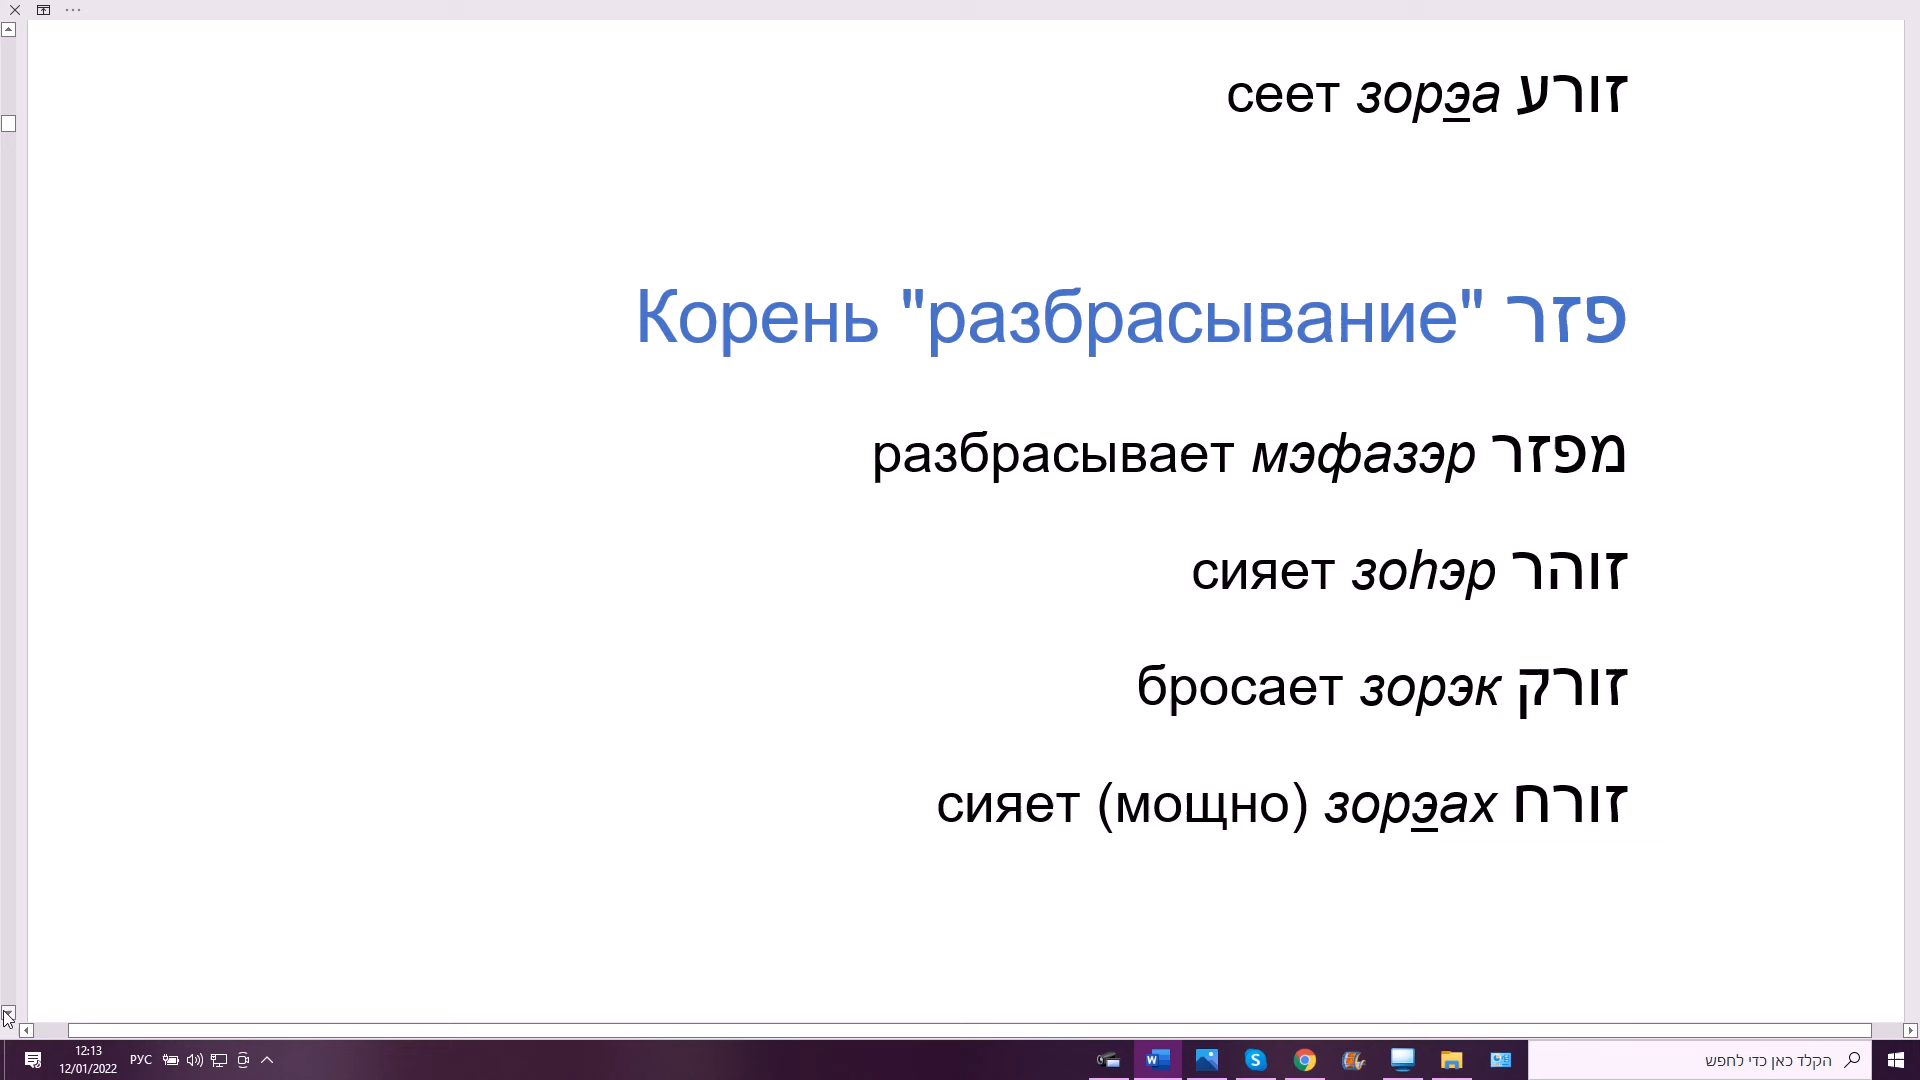 זורע зорэа сеет
פזר Корень "разбрасывание"
מפזר мэфазэр разбрасывает
זוהר зоhэр сияет
זורק зорэк бросает
זורח зорэах сияет (мощно)
12:13
12/01/2022
РУС
הקלד כאן כדי לחפש